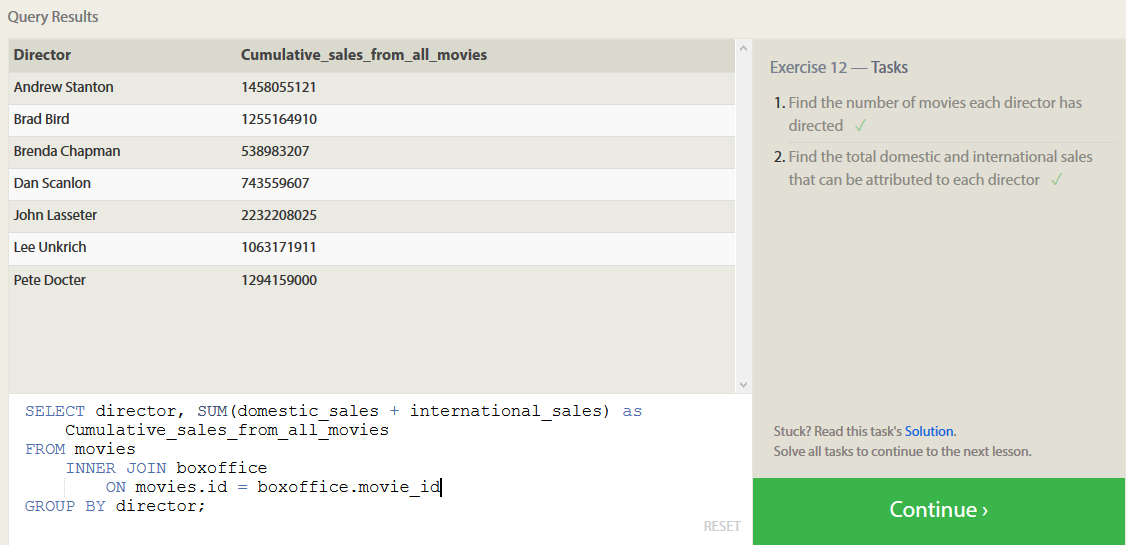 Query Results
Director Cumulative_sales_from_all_movies
Andrew Stanton 1458055121
Brad Bird 1255164910
Brenda Chapman 538983207
Dan Scanlon 743559607
John Lasseter 2232208025
Lee Unkrich 1063171911
Pete Docter 1294159000
SELECT director, SUM(domestic_sales + international_sales) as
Cumulative_sales_from_all_movies
FROM movies
INNER JOIN boxoffice
ON movies.id = boxoffice.movie_id
GROUP BY director;
RESET
Exercise 12 — Tasks
1. Find the number of movies each director has
directed ✓
2. Find the total domestic and international sales
that can be attributed to each director ✓
Stuck? Read this task's Solution.
Solve all tasks to continue to the next lesson.
Continue ›